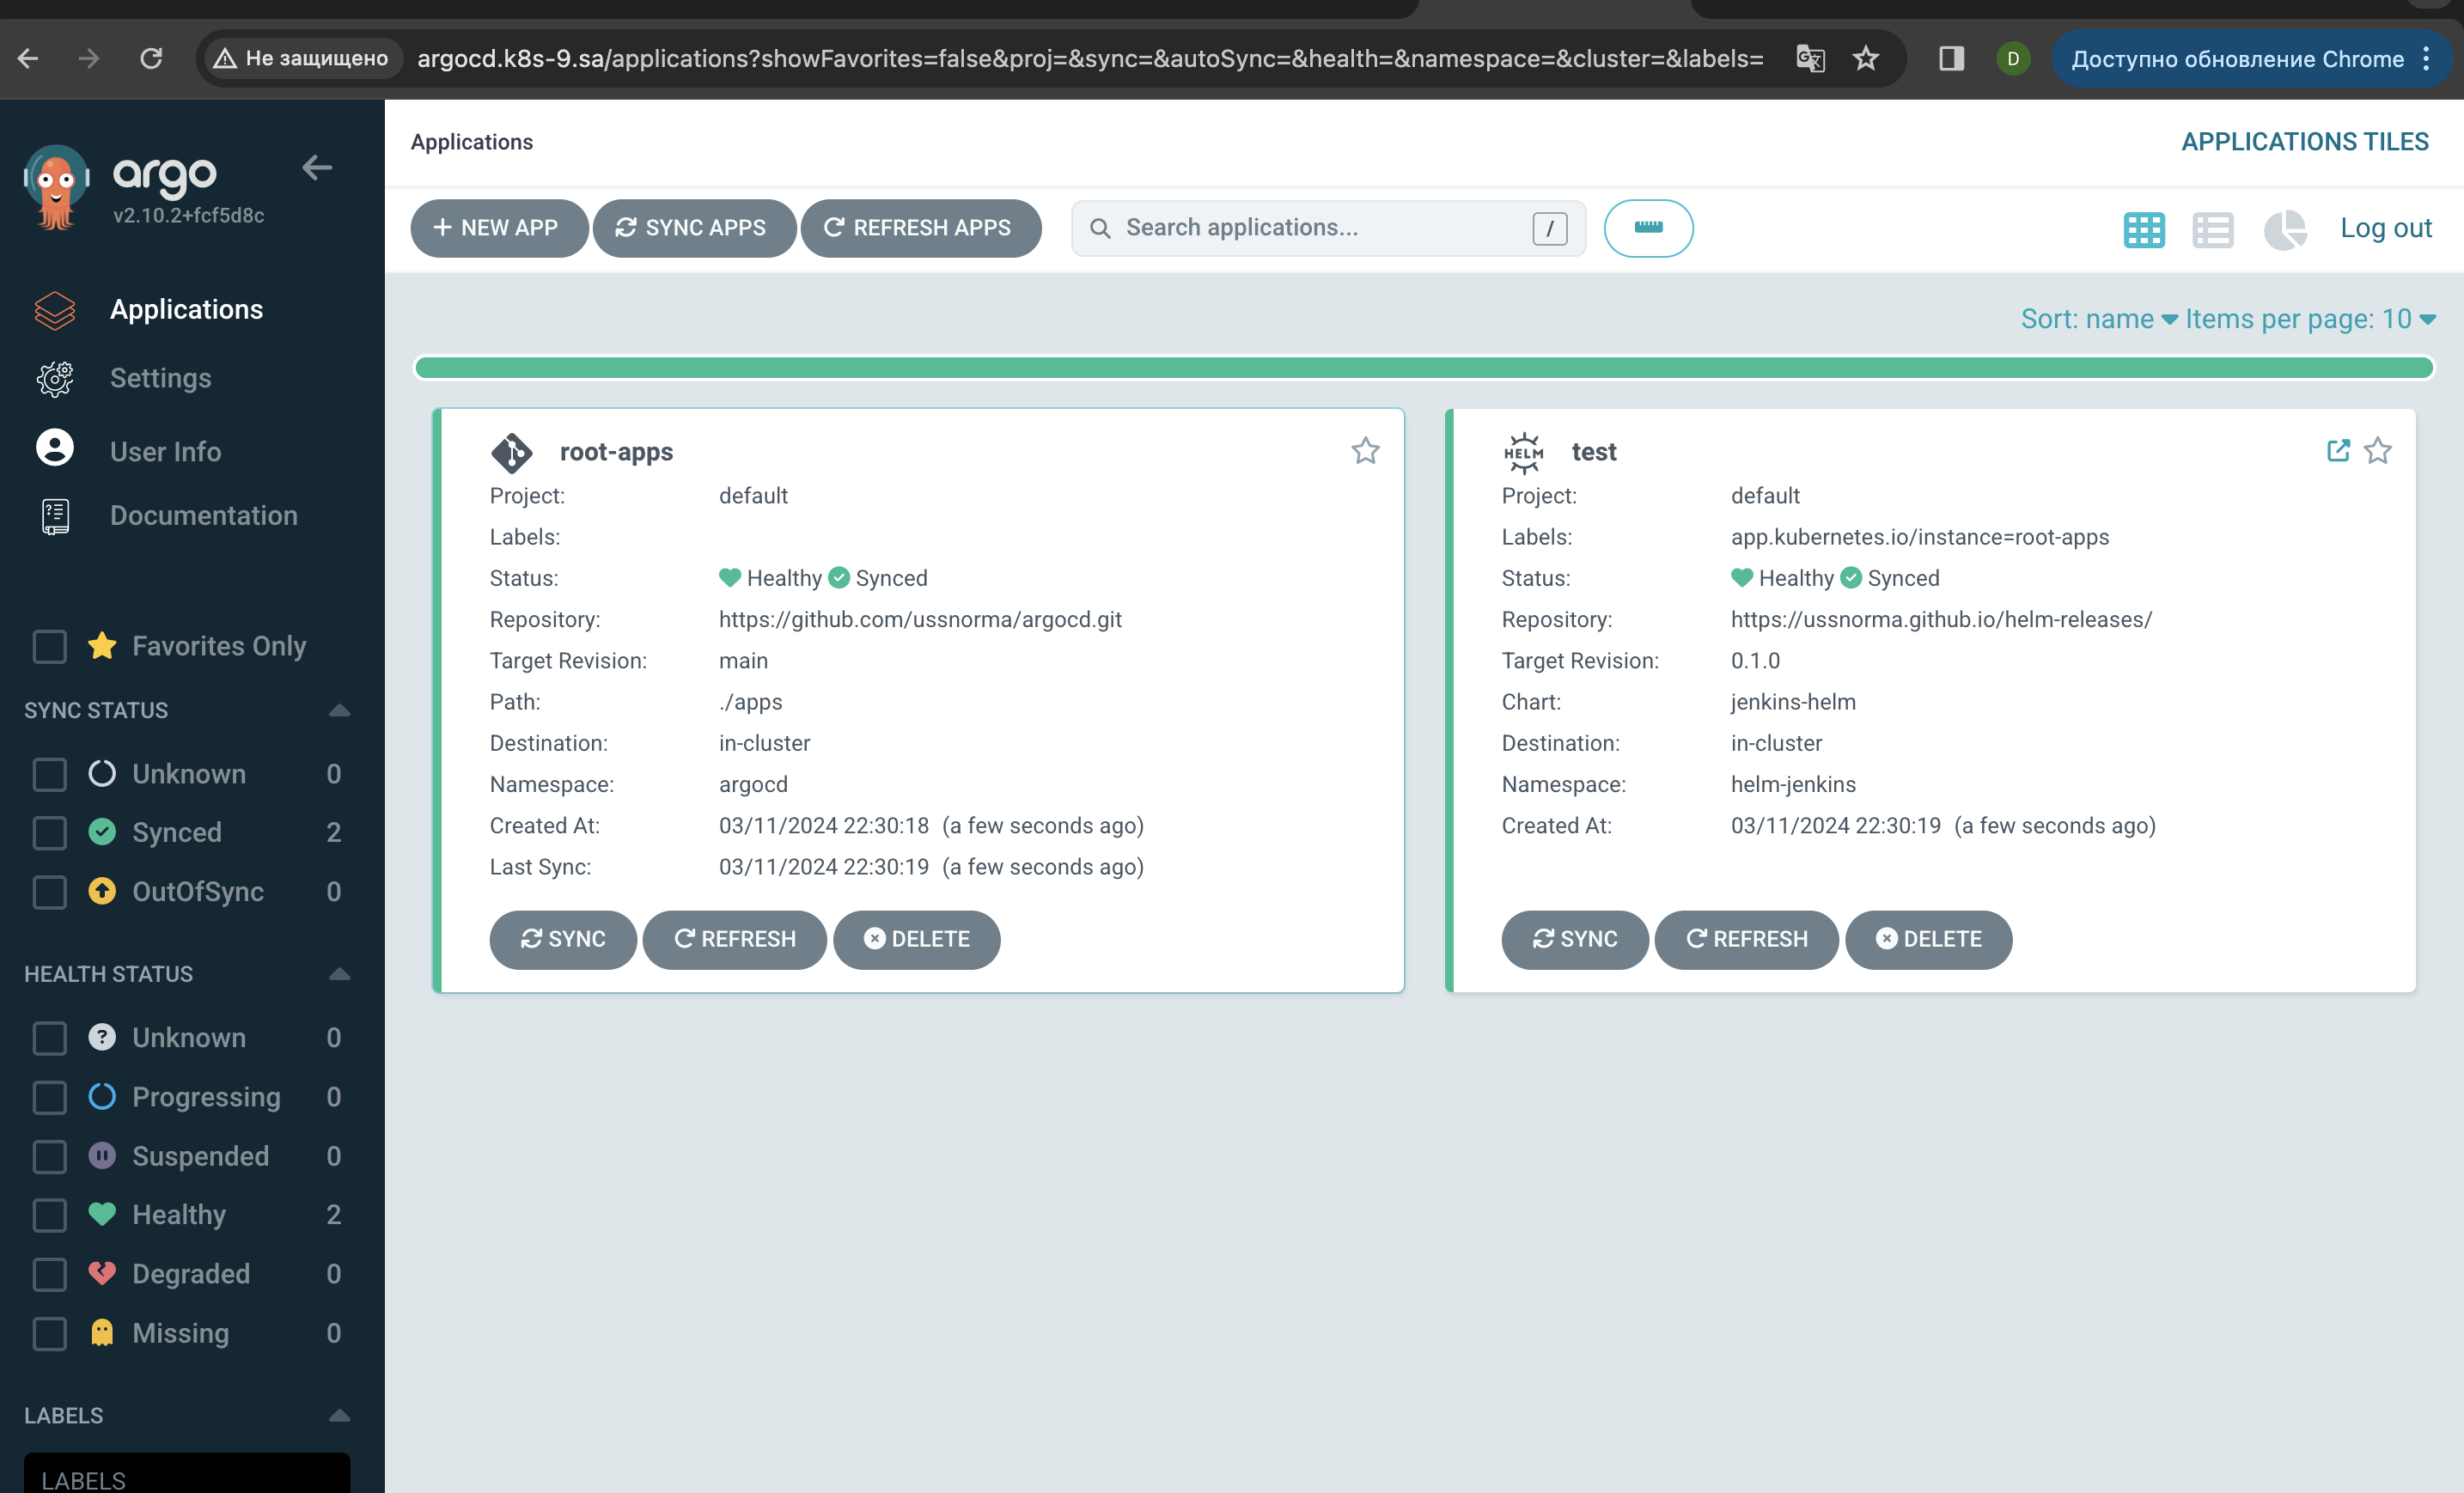 Не защищено
argocd.k8s-9.sa/applications?showFavorites=false&proj=&sync=&autoSync=&health=&namespace=&cluster=&labels=
D
Доступно обновление Chrome
argo
v2.10.2+fcf5d8c
Applications
Settings
User Info
Documentation
Favorites Only
SYNC STATUS
Unknown 0
Synced 2
OutOfSync 0
HEALTH STATUS
Unknown 0
Progressing 0
Suspended 0
Healthy 2
Degraded 0
Missing 0
LABELS
LABELS
Applications
APPLICATIONS TILES
NEW APP
SYNC APPS
REFRESH APPS
Search applications...
/
Log out
Sort: name
Items per page: 10
root-apps
Project: default
Labels:
Status: Healthy Synced
Repository: https://github.com/ussnorma/argocd.git
Target Revision: main
Path: ./apps
Destination: in-cluster
Namespace: argocd
Created At: 03/11/2024 22:30:18 (a few seconds ago)
Last Sync: 03/11/2024 22:30:19 (a few seconds ago)
SYNC
REFRESH
DELETE
HELM
test
Project: default
Labels: app.kubernetes.io/instance=root-apps
Status: Healthy Synced
Repository: https://ussnorma.github.io/helm-releases/
Target Revision: 0.1.0
Chart: jenkins-helm
Destination: in-cluster
Namespace: helm-jenkins
Created At: 03/11/2024 22:30:19 (a few seconds ago)
SYNC
REFRESH
DELETE